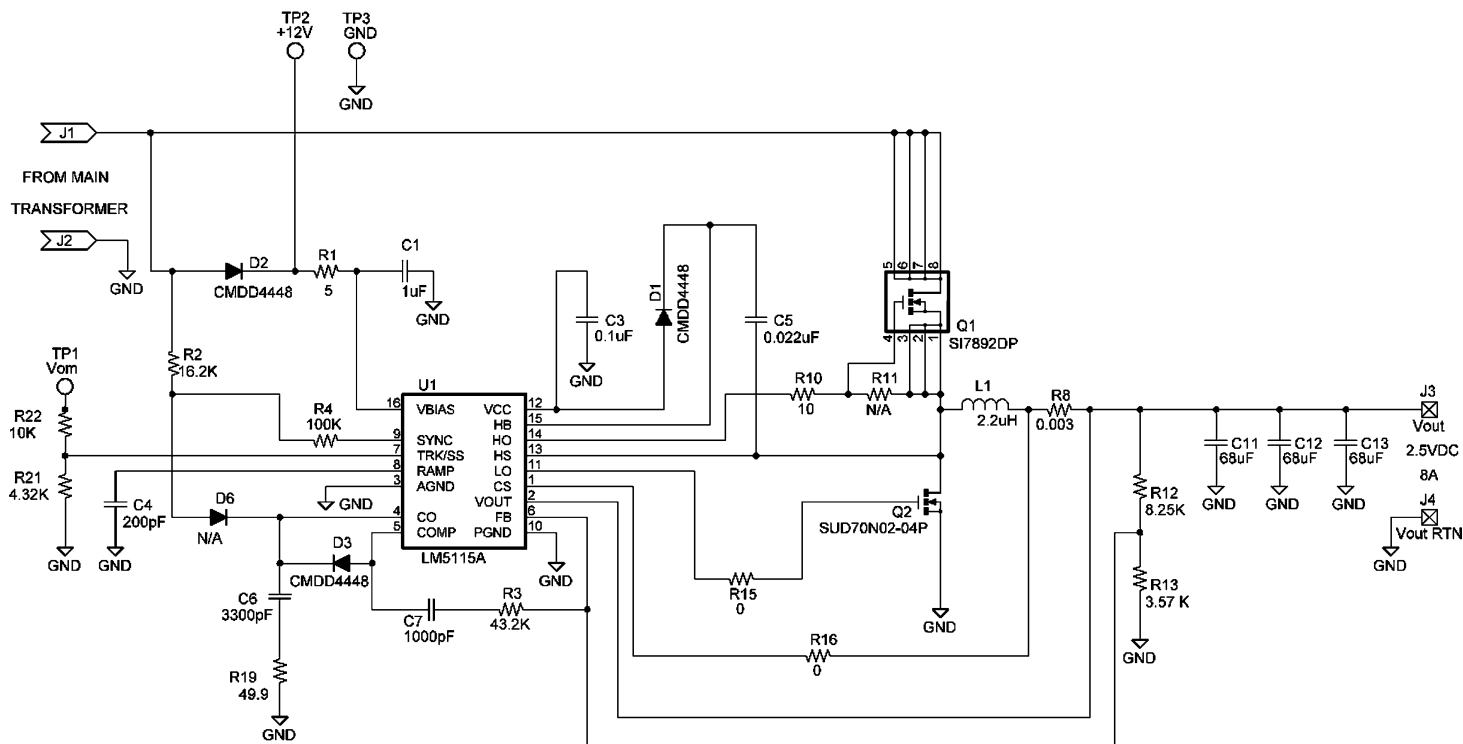 TP2
+12V
TP3
GND
GND
J1
FROM MAIN
TRANSFORMER
J2
GND
D2
CMDD4448
R1
5
C1
1uF
GND
C3
0.1uF
GND
D1
CMDD4448
C5
0.022uF
5
6
7
8
4
3
2
1
Q1
SI7892DP
TP1
Vom
R2
16.2K
R22
10K
R4
100K
R21
4.32K
GND
C4
200pF
GND
GND
D6
N/A
U1
16
VBIAS
9
SYNC
7
TRK/SS
8
RAMP
3
AGND
4
CO
5
COMP
VCC
12
HB
15
HO
14
HS
13
LO
11
CS
1
VOUT
2
FB
6
PGND
10
LM5115A
GND
R10
10
R11
N/A
L1
2.2uH
R8
0.003
J3
Vout
2.5VDC
8A
C11
68uF
GND
C12
68uF
GND
C13
68uF
GND
J4
Vout RTN
GND
Q2
SUD70N02-04P
GND
R12
8.25K
R13
3.57 K
GND
D3
CMDD4448
C6
3300pF
C7
1000pF
R3
43.2K
R15
0
R16
0
R19
49.9
GND